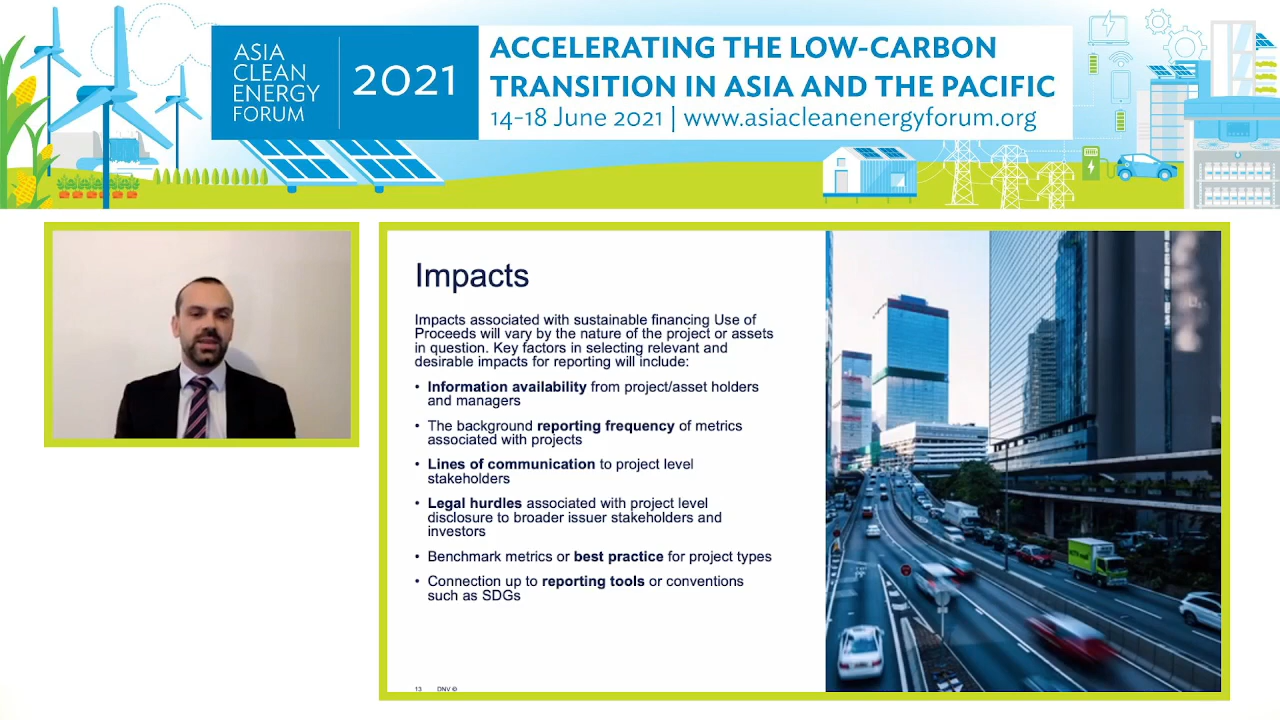 ASIA
CLEAN
ENERGY
FORUM
2021
ACCELERATING THE LOW-CARBON
TRANSITION IN ASIA AND THE PACIFIC
14-18 June 2021 | www.asiacleanenergyforum.org
Impacts
Impacts associated with sustainable financing Use of
Proceeds will vary by the nature of the project or assets
in question. Key factors in selecting relevant and
desirable impacts for reporting will include:
• Information availability from project/asset holders
and managers
• The background reporting frequency of metrics
associated with projects
• Lines of communication to project level
stakeholders
• Legal hurdles associated with project level
disclosure to broader issuer stakeholders and
investors
• Benchmark metrics or best practice for project types
• Connection up to reporting tools or conventions
such as SDGs
13 DNV ©